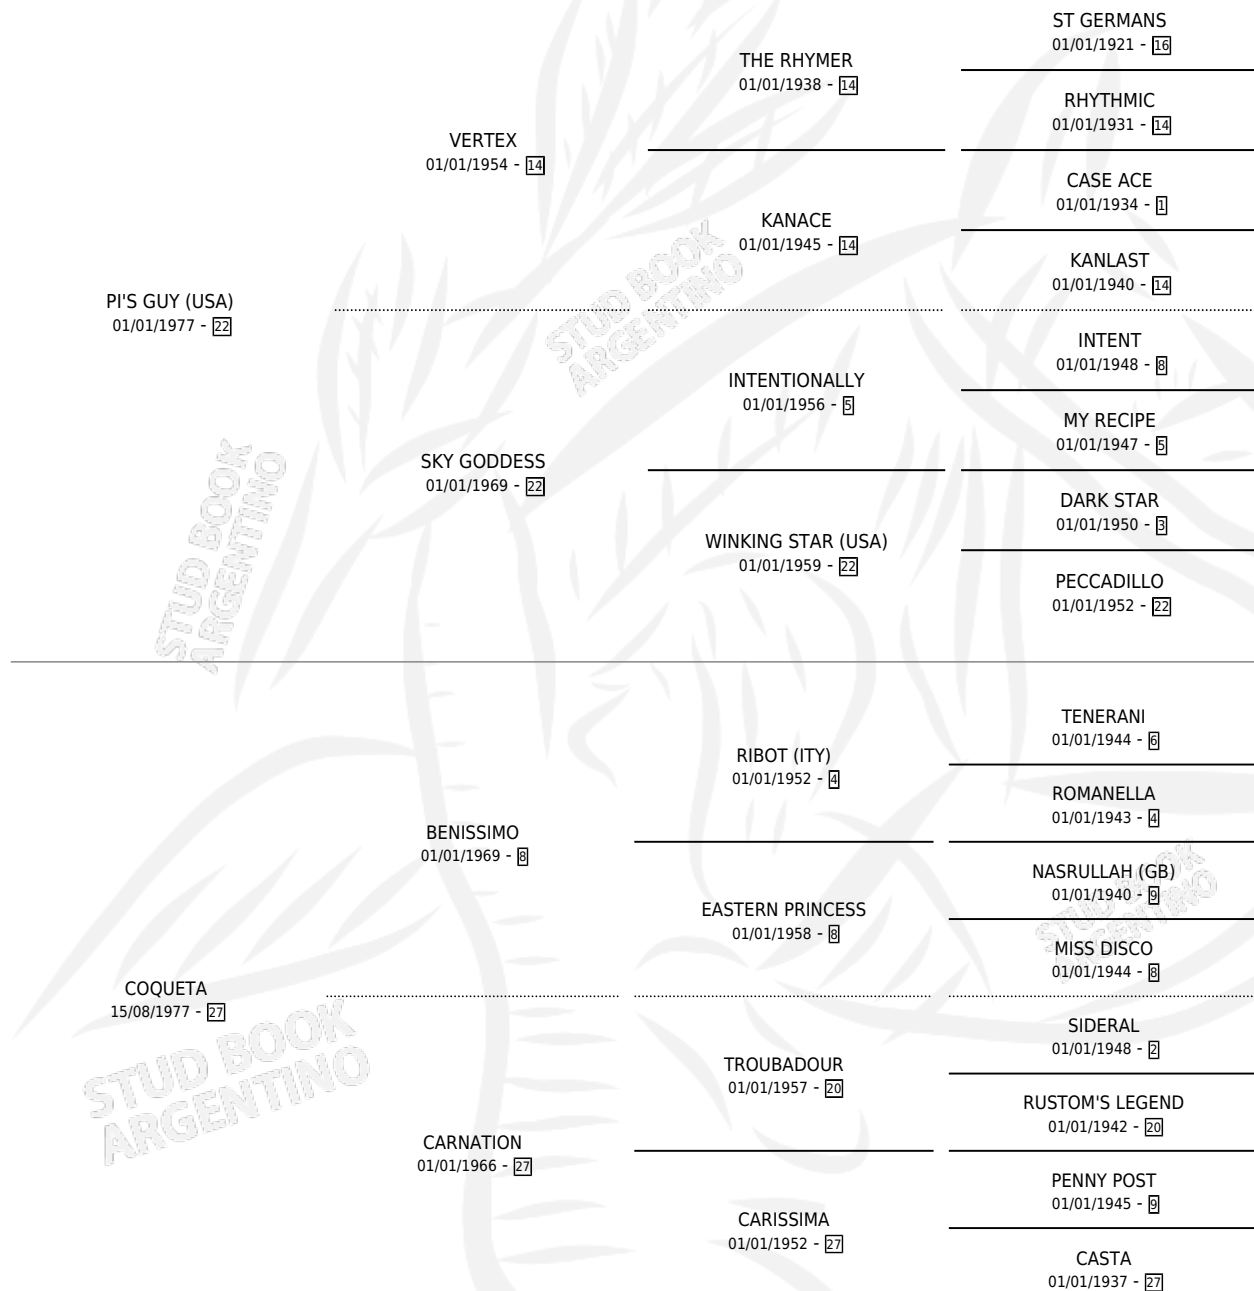 ST GERMANS
01/01/1921 - 16
THE RHYMER
01/01/1938 - 14
RHYTHMIC
01/01/1931 - 14
VERTEX
01/01/1954 - 14
CASE ACE
01/01/1934 - 1
KANACE
01/01/1945 - 14
KANLAST
01/01/1940 - 14
PI'S GUY (USA)
01/01/1977 - 22
INTENT
01/01/1948 - 8
INTENTIONALLY
01/01/1956 - 5
MY RECIPE
01/01/1947 - 5
SKY GODDESS
01/01/1969 - 22
DARK STAR
01/01/1950 - 3
WINKING STAR (USA)
01/01/1959 - 22
PECCADILLO
01/01/1952 - 22
TENERANI
01/01/1944 - 6
RIBOT (ITY)
01/01/1952 - 4
ROMANELLA
01/01/1943 - 4
BENISSIMO
01/01/1969 - 8
NASRULLAH (GB)
01/01/1940 - 9
EASTERN PRINCESS
01/01/1958 - 8
MISS DISCO
01/01/1944 - 8
COQUETA
15/08/1977 - 27
SIDERAL
01/01/1948 - 2
TROUBADOUR
01/01/1957 - 20
RUSTOM'S LEGEND
01/01/1942 - 20
CARNATION
01/01/1966 - 27
PENNY POST
01/01/1945 - 9
CARISSIMA
01/01/1952 - 27
CASTA
01/01/1937 - 27
STUD BOOK
ARGENTINO
STUD BOOK
ARGENTINO
STUD BOOK
ARGENTINO
STUD BOOK
ARGENTINO